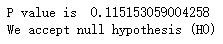 P value is  0.115153059004258
We accept null hypothesis (H0)